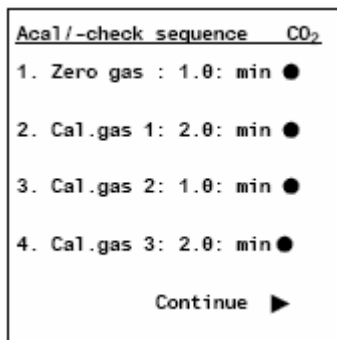 Acal/-check sequence CO₂
1. Zero gas : 1.0: min ●
2. Cal.gas 1: 2.0: min ●
3. Cal.gas 2: 1.0: min ●
4. Cal.gas 3: 2.0: min ●
Continue ▶